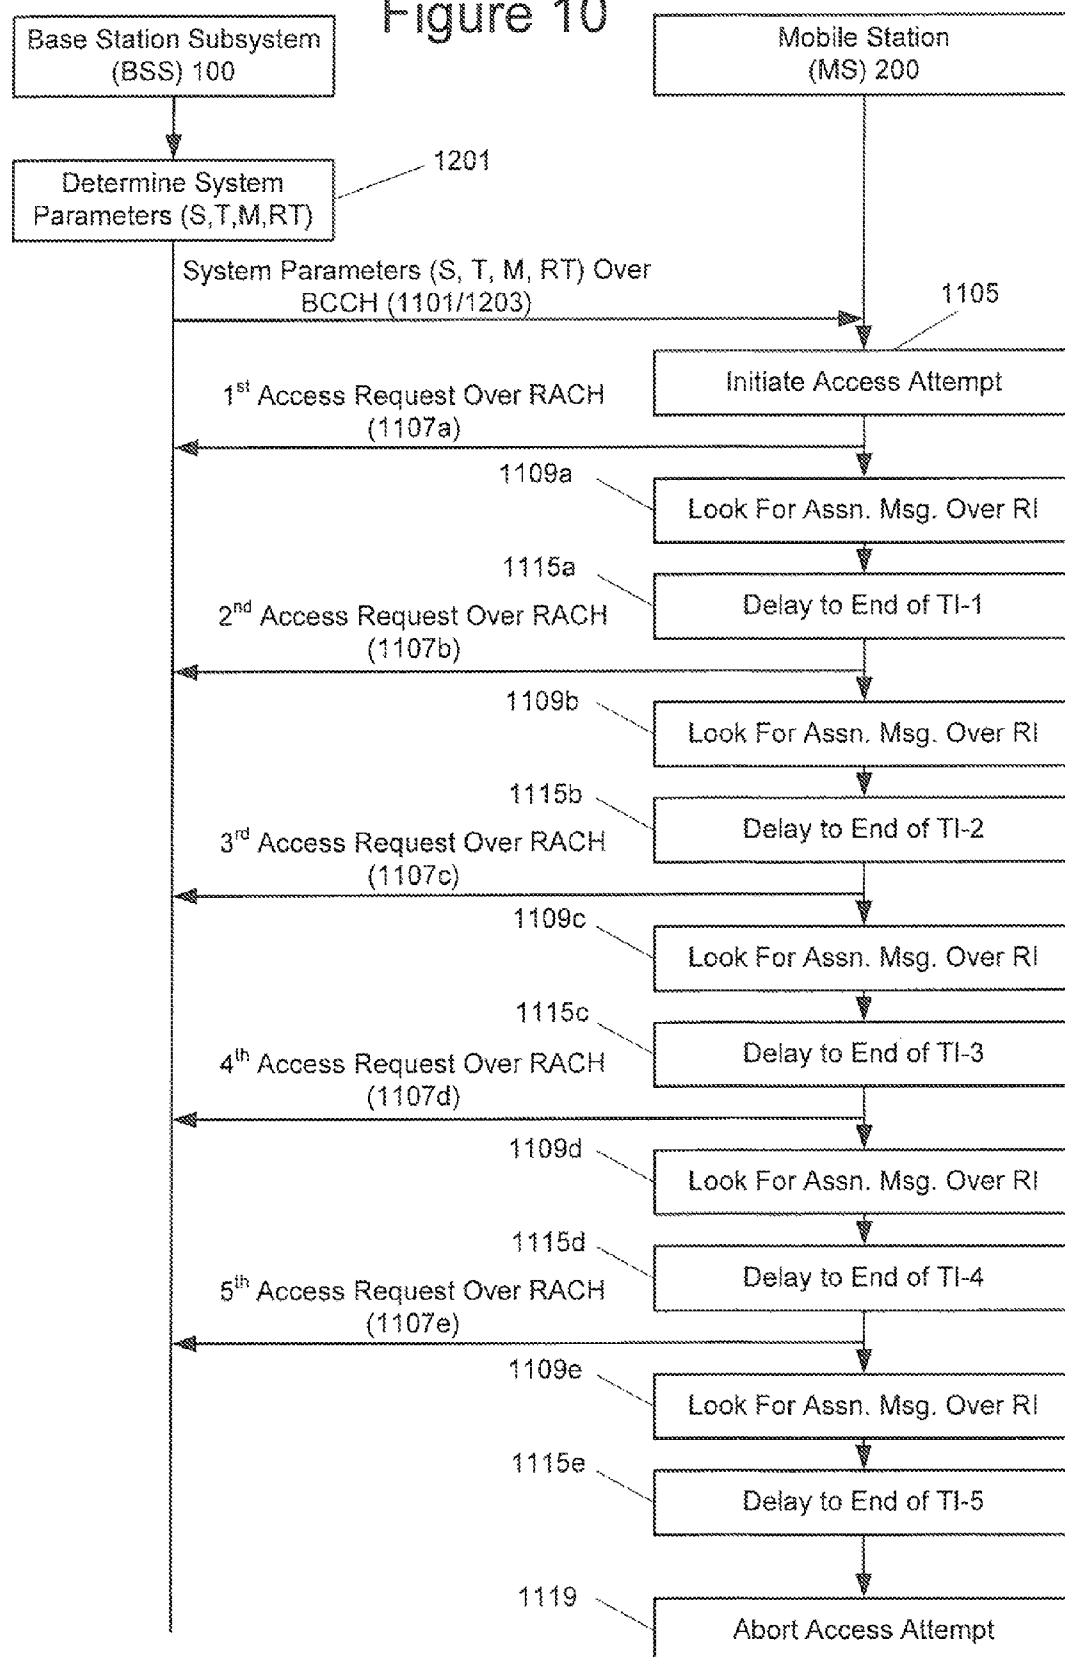 Figure 10
Base Station Subsystem
(BSS) 100
Mobile Station
(MS) 200
1201
Determine System
Parameters (S,T,M,RT)
System Parameters (S, T, M, RT) Over
BCCH (1101/1203)
1105
Initiate Access Attempt
1st Access Request Over RACH
(1107a)
1109a
Look For Assn. Msg. Over RI
1115a
Delay to End of TI-1
2nd Access Request Over RACH
(1107b)
1109b
Look For Assn. Msg. Over RI
1115b
Delay to End of TI-2
3rd Access Request Over RACH
(1107c)
1109c
Look For Assn. Msg. Over RI
1115c
Delay to End of TI-3
4th Access Request Over RACH
(1107d)
1109d
Look For Assn. Msg. Over RI
1115d
Delay to End of TI-4
5th Access Request Over RACH
(1107e)
1109e
Look For Assn. Msg. Over RI
1115e
Delay to End of TI-5
1119
Abort Access Attempt